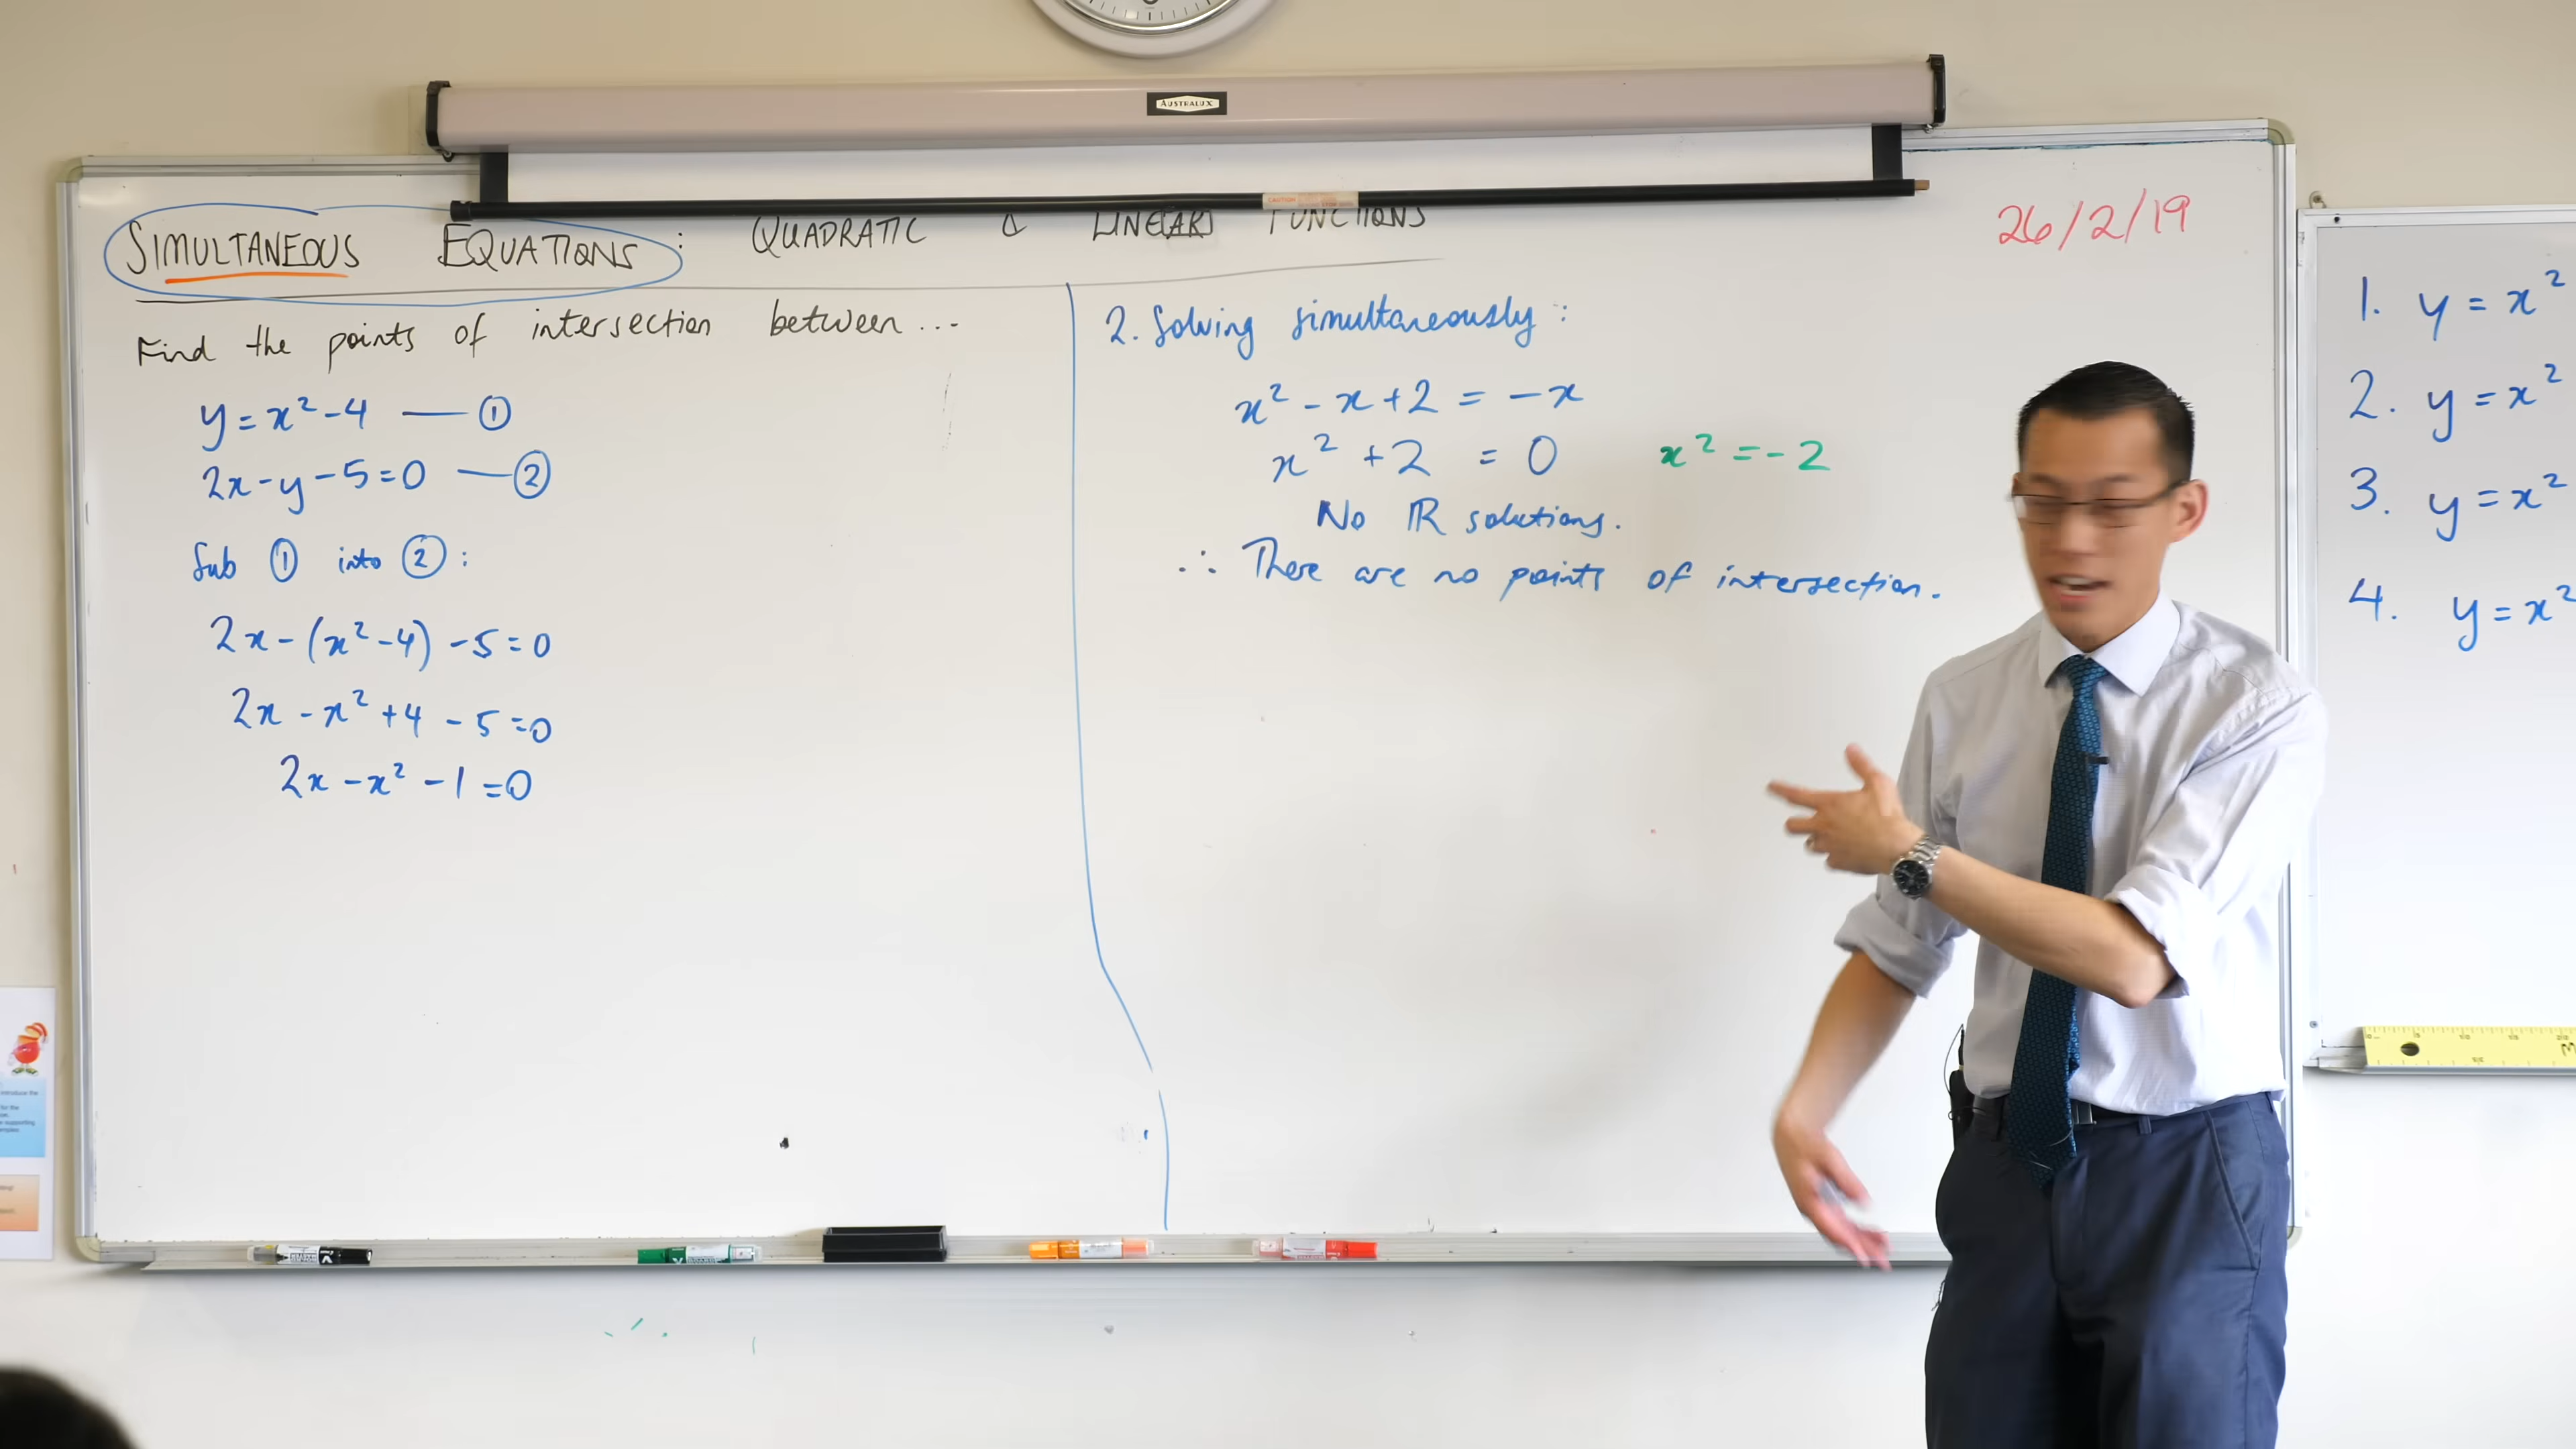 AUSTRALUX
SIMULTANEOUS EQUATIONS: QUADRATIC & LINEAR FUNCTIONS
26/2/19
Find the points of intersection between...
y = x² - 4 — ①
2x - y - 5 = 0 — ②
Sub ① into ②:
2x - (x² - 4) - 5 = 0
2x - x² + 4 - 5 = 0
2x - x² - 1 = 0
2. Solving simultaneously:
x² - x + 2 = -x
x² + 2 = 0 x² = -2
No ℝ solutions.
∴ There are no points of intersection.
1. y = x²
2. y = x²
3. y = x²
4. y = x²
CAUTION